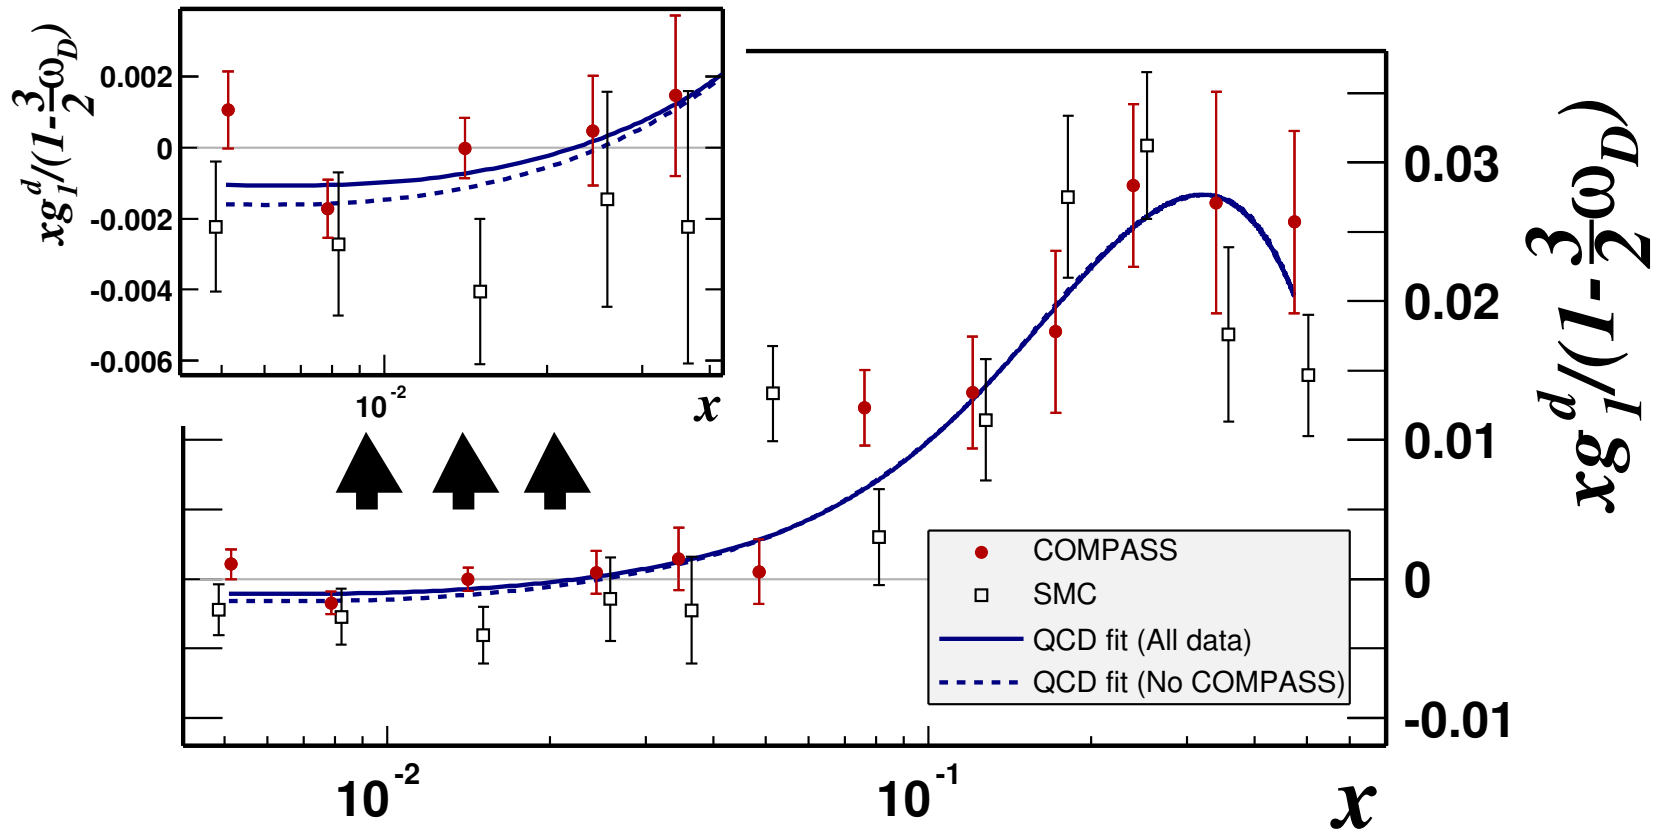 xg₁ᵈ/(1-3/2ω_D)
0.002
0
-0.002
-0.004
-0.006
10⁻²
x
xg₁ᵈ/(1-3/2ω_D)
0.03
0.02
0.01
0
-0.01
COMPASS
SMC
QCD fit (All data)
QCD fit (No COMPASS)
10⁻²
10⁻¹
x